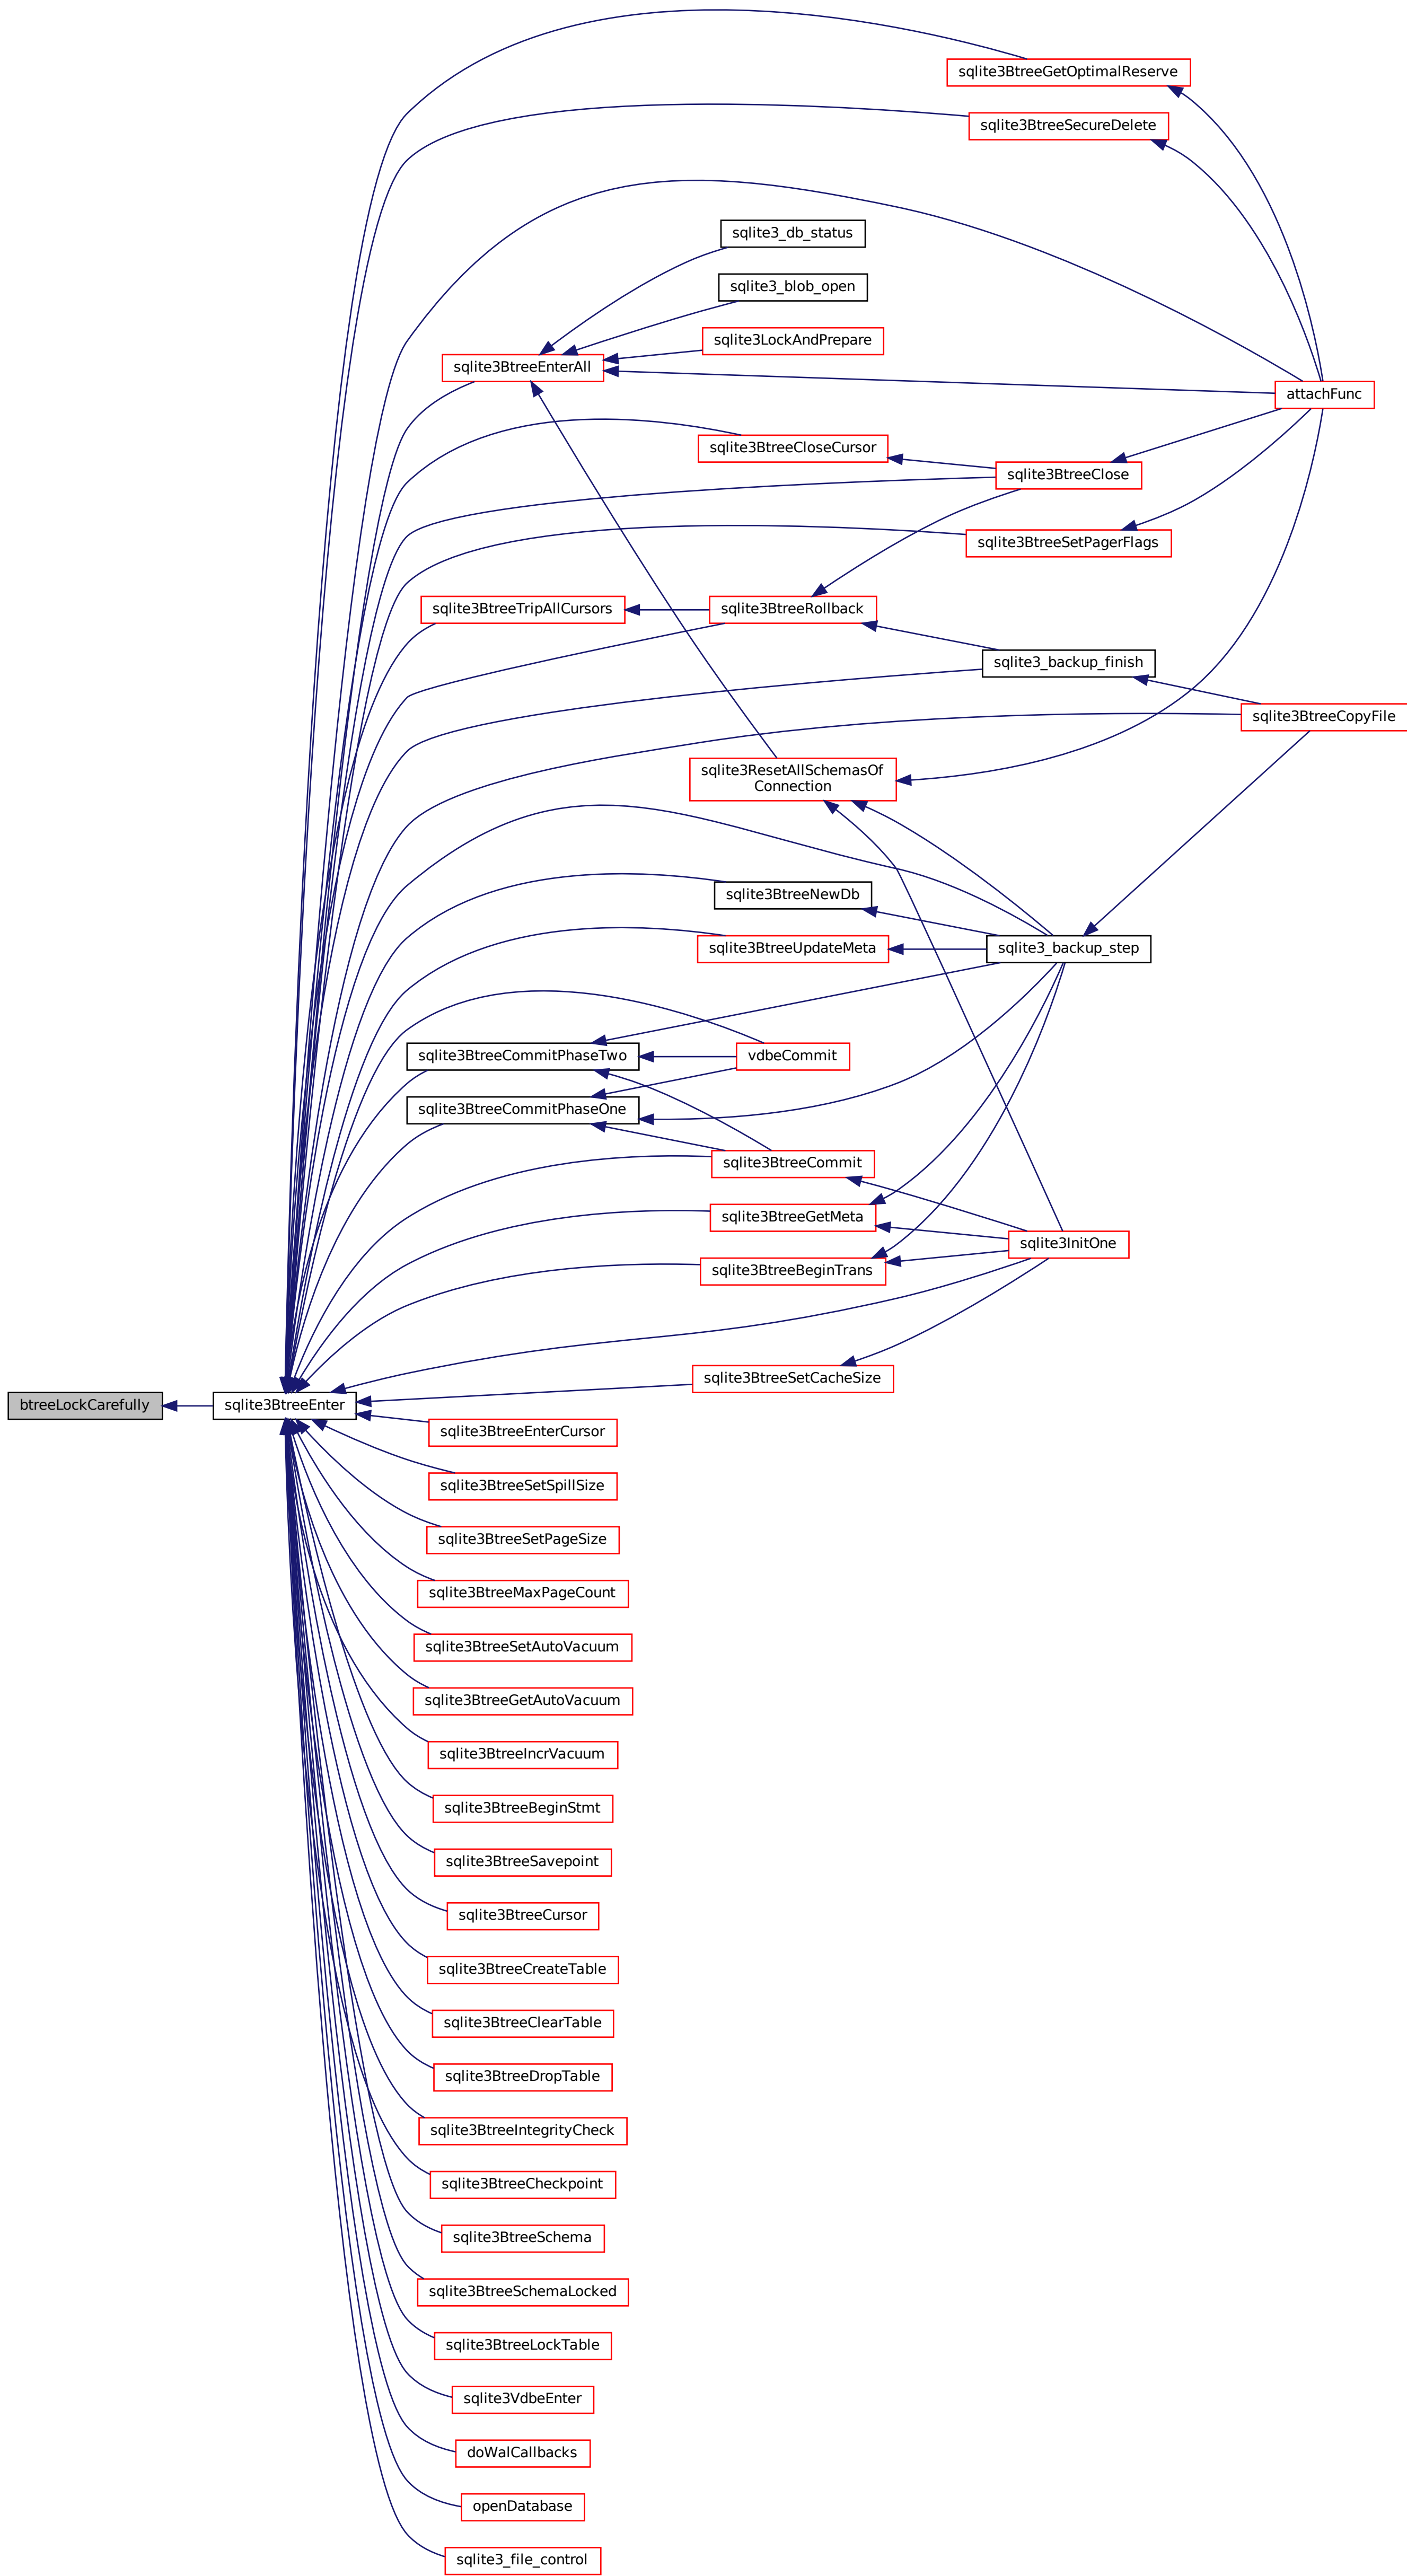 sqlite3BtreeGetOptimalReserve
sqlite3BtreeSecureDelete
sqlite3_db_status
sqlite3_blob_open
sqlite3LockAndPrepare
sqlite3BtreeEnterAll
attachFunc
sqlite3BtreeCloseCursor
sqlite3BtreeClose
sqlite3BtreeSetPagerFlags
sqlite3BtreeTripAllCursors
sqlite3BtreeRollback
sqlite3_backup_finish
sqlite3BtreeCopyFile
sqlite3ResetAllSchemasOf
Connection
sqlite3BtreeNewDb
sqlite3BtreeUpdateMeta
sqlite3_backup_step
sqlite3BtreeCommitPhaseTwo
vdbeCommit
sqlite3BtreeCommitPhaseOne
sqlite3BtreeCommit
sqlite3BtreeGetMeta
sqlite3InitOne
sqlite3BtreeBeginTrans
sqlite3BtreeSetCacheSize
btreeLockCarefully
sqlite3BtreeEnter
sqlite3BtreeEnterCursor
sqlite3BtreeSetSpillSize
sqlite3BtreeSetPageSize
sqlite3BtreeMaxPageCount
sqlite3BtreeSetAutoVacuum
sqlite3BtreeGetAutoVacuum
sqlite3BtreeIncrVacuum
sqlite3BtreeBeginStmt
sqlite3BtreeSavepoint
sqlite3BtreeCursor
sqlite3BtreeCreateTable
sqlite3BtreeClearTable
sqlite3BtreeDropTable
sqlite3BtreeIntegrityCheck
sqlite3BtreeCheckpoint
sqlite3BtreeSchema
sqlite3BtreeSchemaLocked
sqlite3BtreeLockTable
sqlite3VdbeEnter
doWalCallbacks
openDatabase
sqlite3_file_control